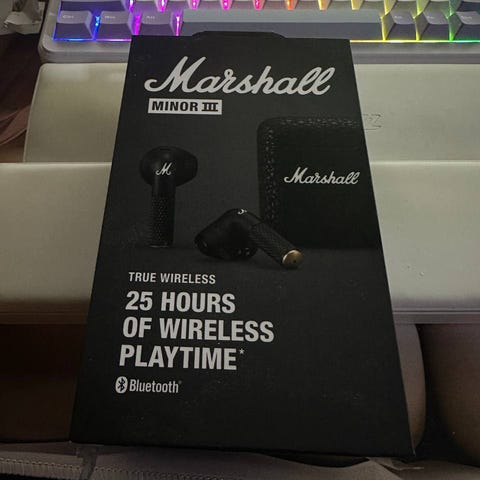 Marshall
MINOR III
M
Marshall
TRUE WIRELESS
25 HOURS
OF WIRELESS
PLAYTIME*
Bluetooth®